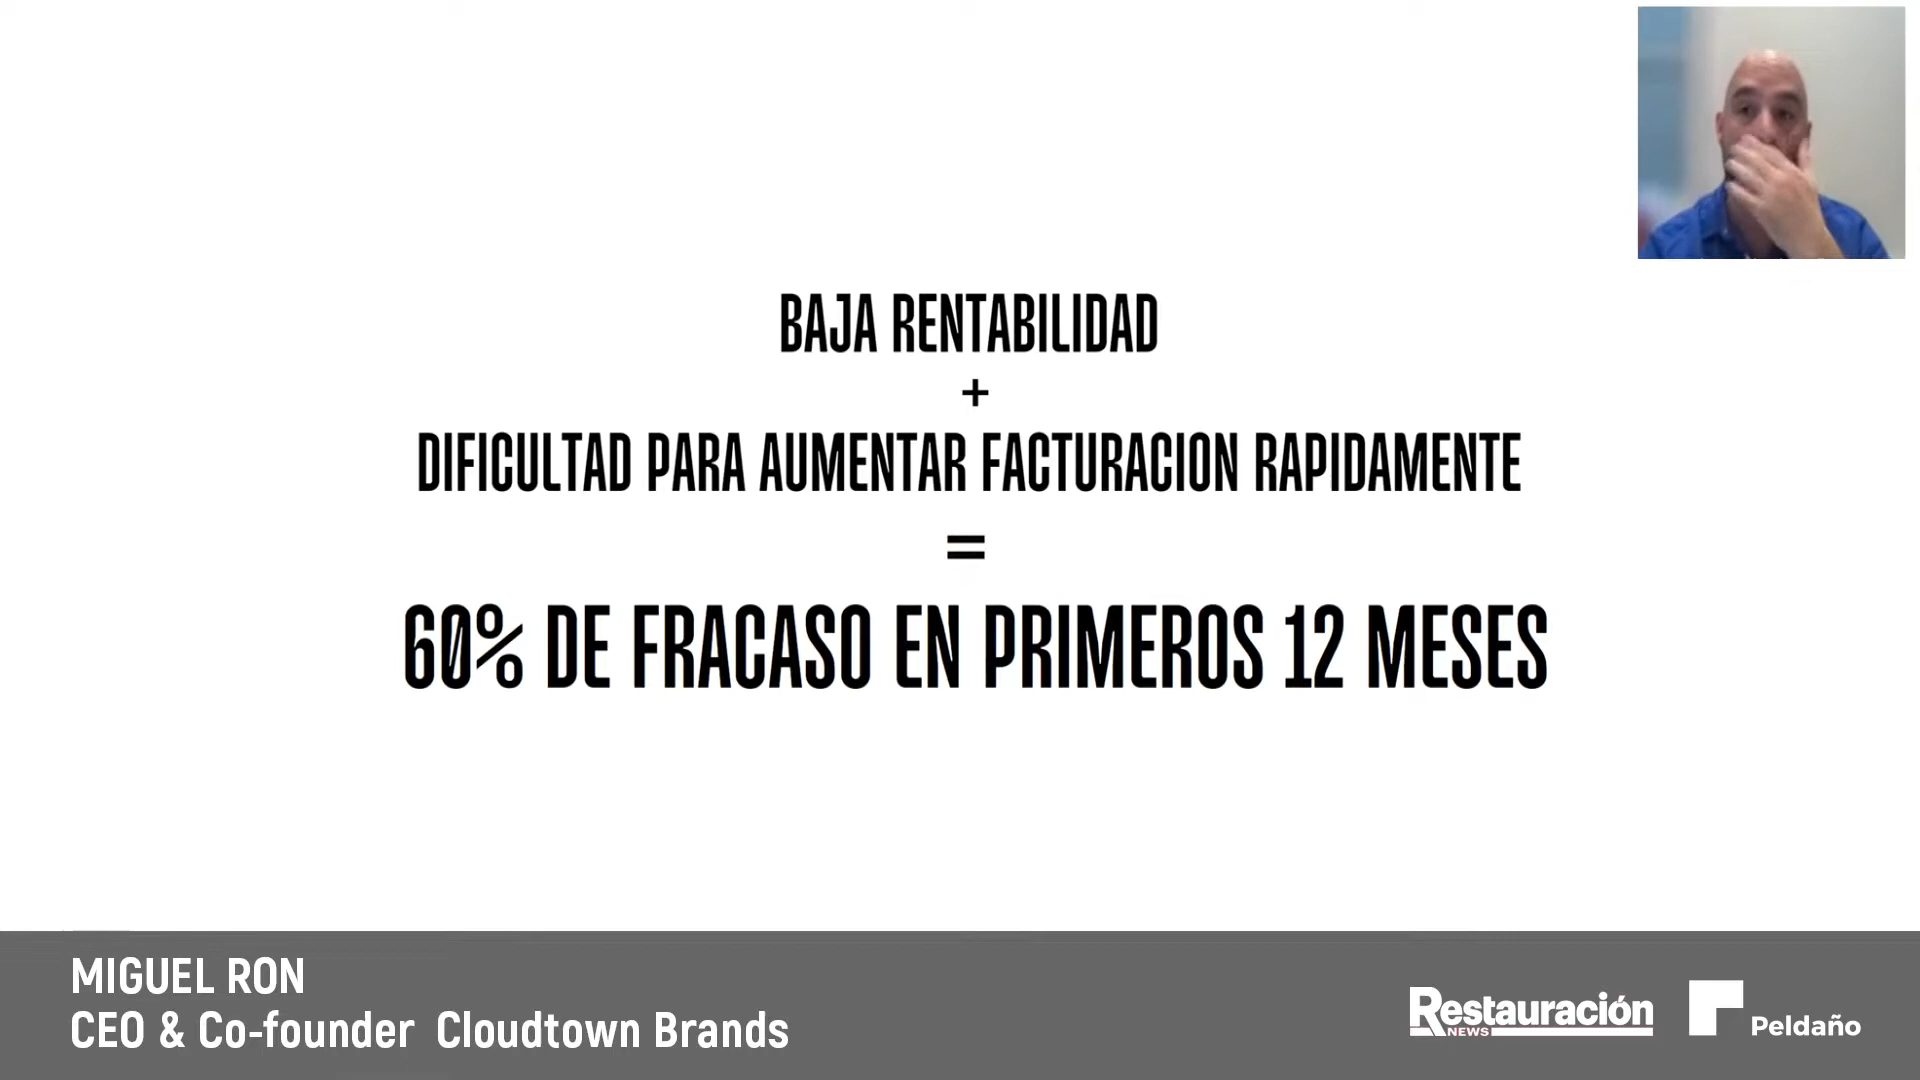 BAJA RENTABILIDAD
+
DIFICULTAD PARA AUMENTAR FACTURACION RAPIDAMENTE
=
60% DE FRACASO EN PRIMEROS 12 MESES
MIGUEL RON
CEO & Co-founder Cloudtown Brands
Restauración
NEWS
Peldaño